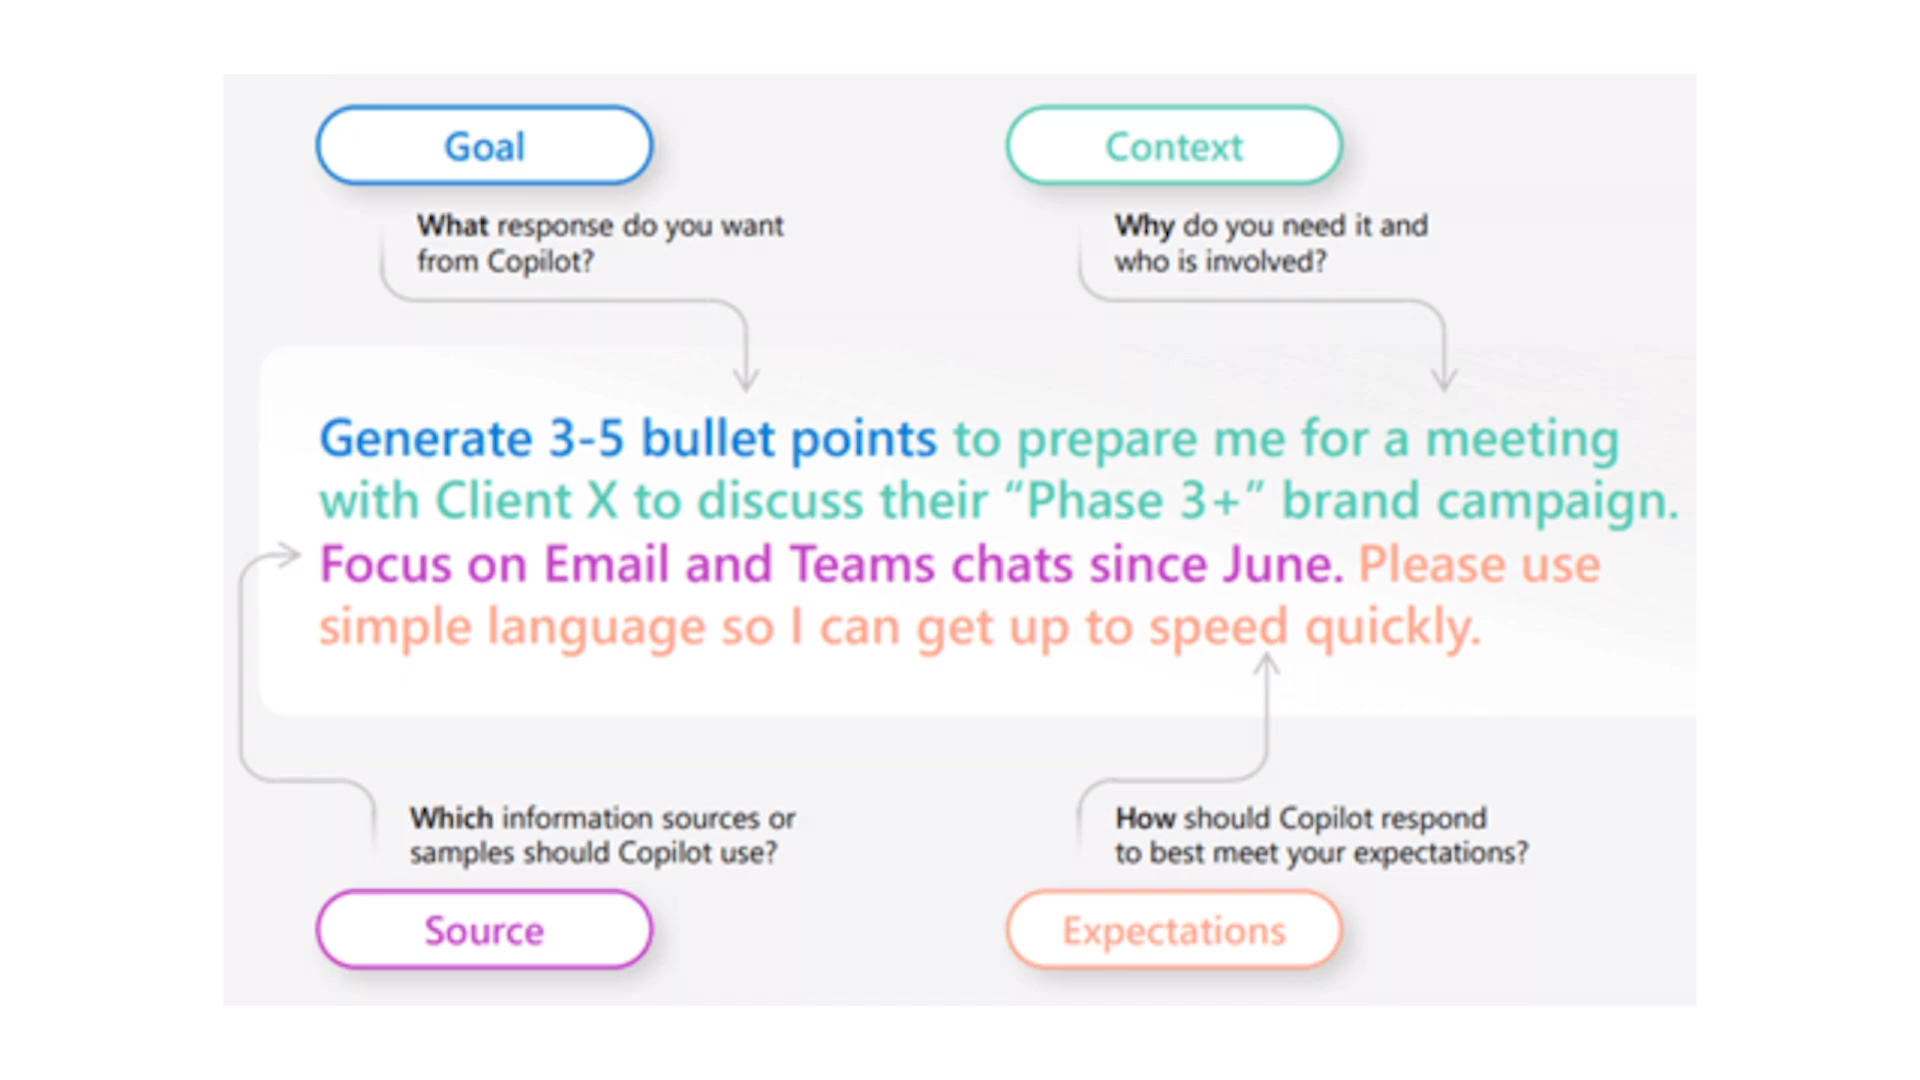 Goal
What response do you want
from Copilot?
Context
Why do you need it and
who is involved?
Generate 3-5 bullet points to prepare me for a meeting
with Client X to discuss their “Phase 3+” brand campaign.
Focus on Email and Teams chats since June. Please use
simple language so I can get up to speed quickly.
Which information sources or
samples should Copilot use?
Source
How should Copilot respond
to best meet your expectations?
Expectations